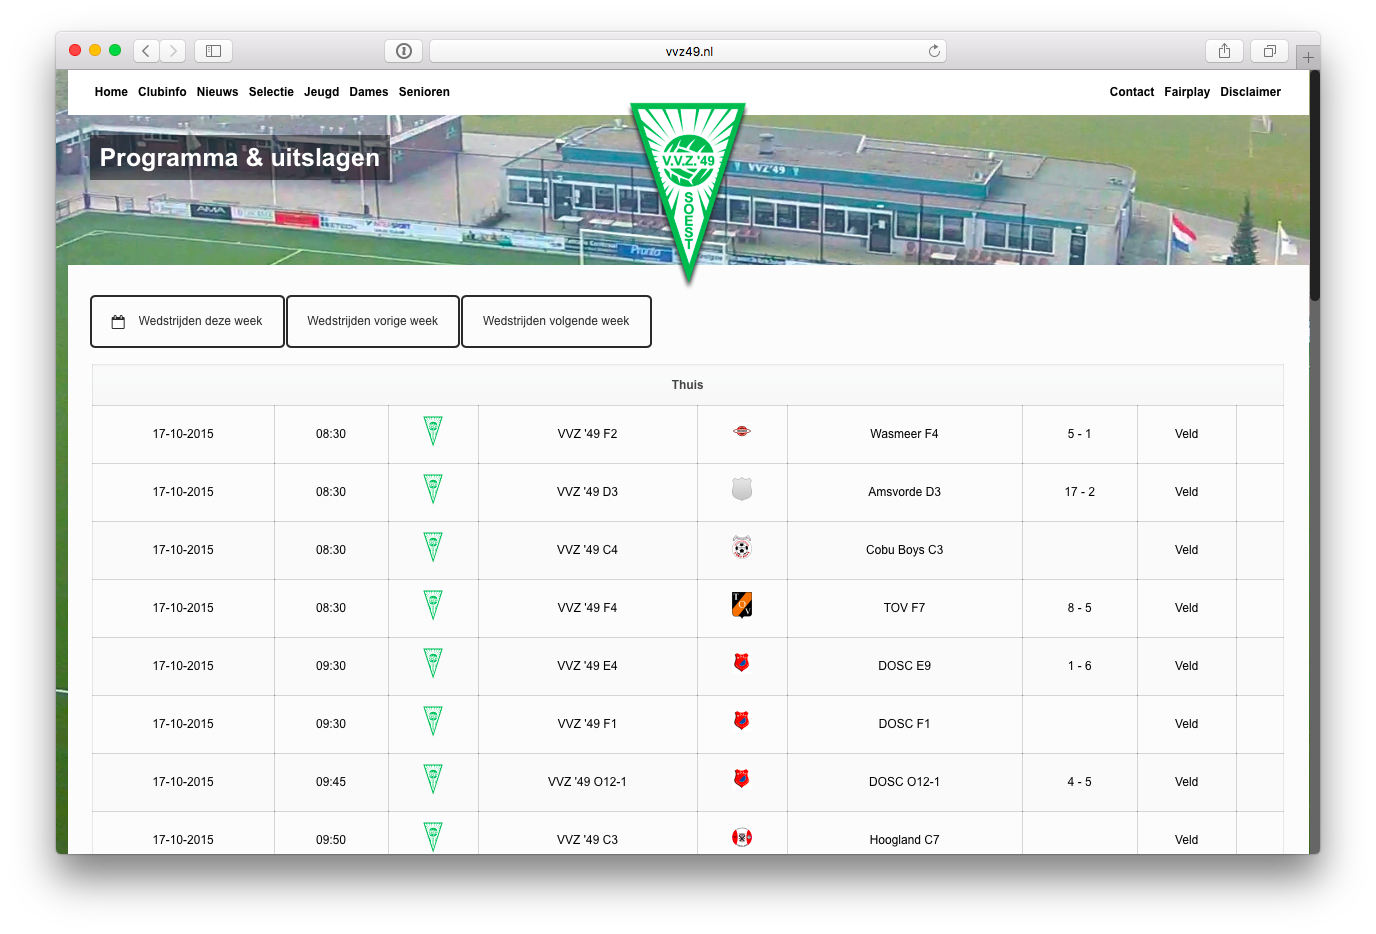 vvz49.nl
Home Clubinfo Nieuws Selectie Jeugd Dames Senioren Contact Fairplay Disclaimer
Programma & uitslagen
V.V.Z.'49
SOEST
VVZ'49
AMA
Pronto
Wedstrijden deze week Wedstrijden vorige week Wedstrijden volgende week
Thuis
17-10-2015 08:30 VVZ '49 F2 Wasmeer F4 5 - 1 Veld
17-10-2015 08:30 VVZ '49 D3 Amsvorde D3 17 - 2 Veld
17-10-2015 08:30 VVZ '49 C4 Cobu Boys C3 Veld
17-10-2015 08:30 VVZ '49 F4 TOV TOV F7 8 - 5 Veld
17-10-2015 09:30 VVZ '49 E4 DOSC E9 1 - 6 Veld
17-10-2015 09:30 VVZ '49 F1 DOSC F1 Veld
17-10-2015 09:45 VVZ '49 O12-1 DOSC O12-1 4 - 5 Veld
17-10-2015 09:50 VVZ '49 C3 Hoogland C7 Veld